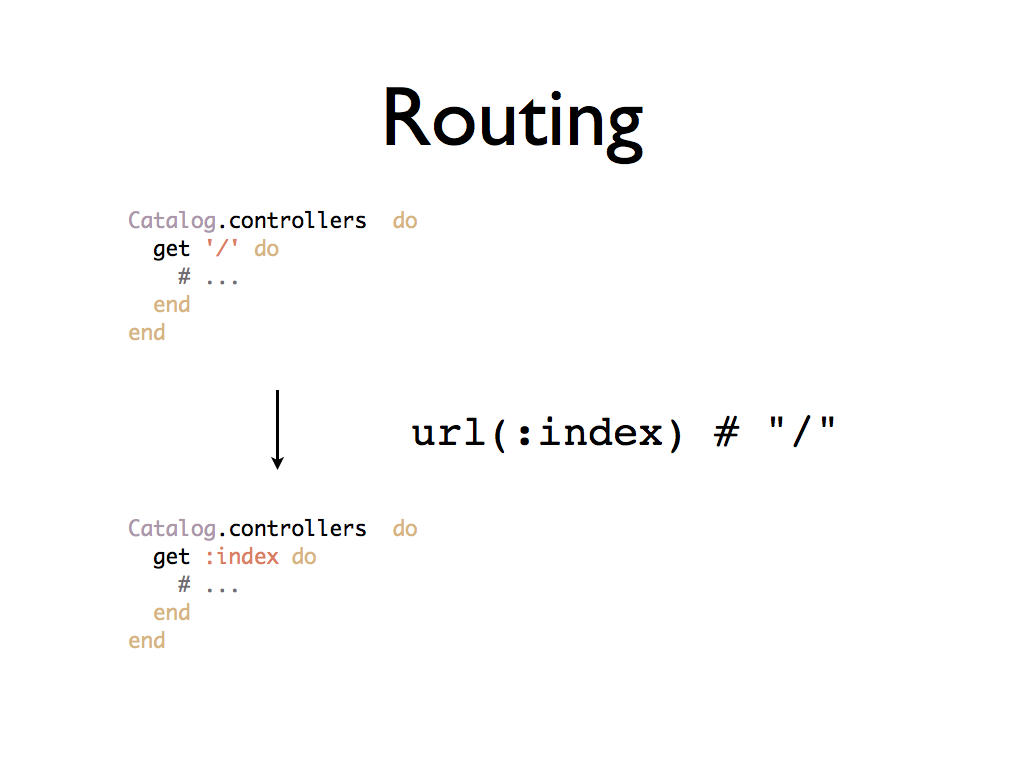 Routing
Catalog.controllers  do
  get '/' do
    # ...
  end
end
url(:index) # "/"
Catalog.controllers  do
  get :index do
    # ...
  end
end